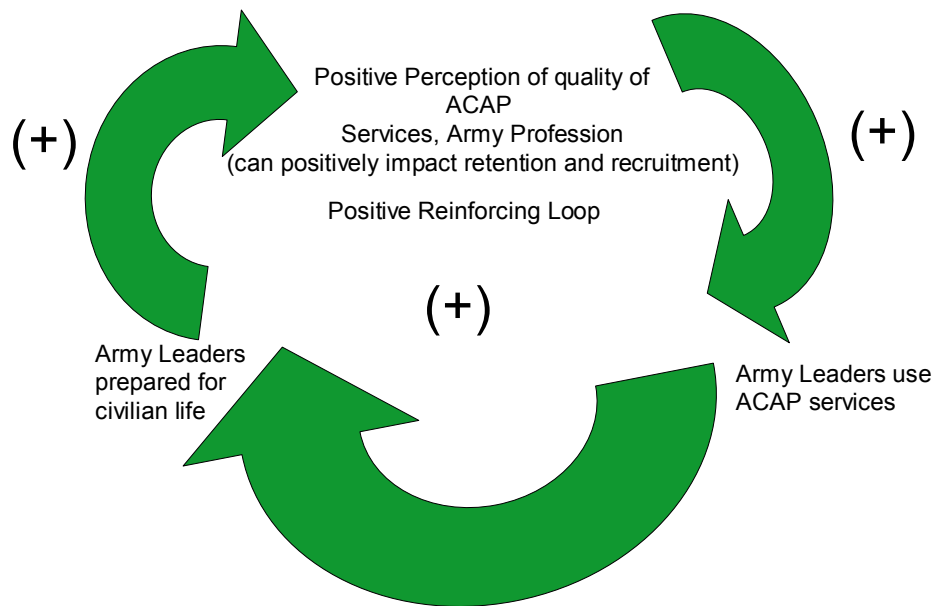 Positive Perception of quality of
ACAP
Services, Army Profession
(can positively impact retention and recruitment)
Positive Reinforcing Loop
(+)
(+)
(+)
Army Leaders
prepared for
civilian life
Army Leaders use
ACAP services